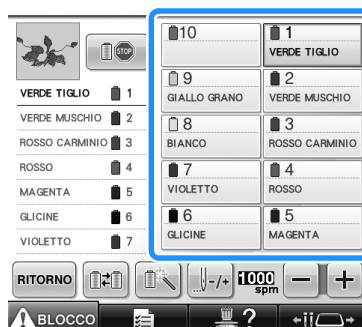 STOP
VERDE TIGLIO 1
VERDE MUSCHIO 2
ROSSO CARMINIO 3
ROSSO 4
MAGENTA 5
GLICINE 6
VIOLETTO 7
10
1
VERDE TIGLIO
9
GIALLO GRANO
2
VERDE MUSCHIO
8
BIANCO
3
ROSSO CARMINIO
7
VIOLETTO
4
ROSSO
6
GLICINE
5
MAGENTA
RITORNO
-/+
1000
spm
- +
BLOCCO
?